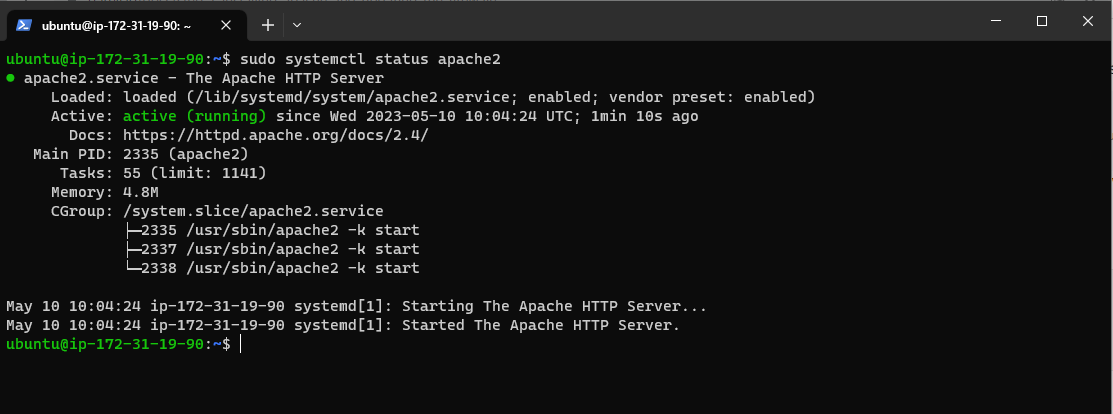 ubuntu@ip-172-31-19-90: ~
ubuntu@ip-172-31-19-90:~$ sudo systemctl status apache2
● apache2.service - The Apache HTTP Server
     Loaded: loaded (/lib/systemd/system/apache2.service; enabled; vendor preset: enabled)
     Active: active (running) since Wed 2023-05-10 10:04:24 UTC; 1min 10s ago
       Docs: https://httpd.apache.org/docs/2.4/
   Main PID: 2335 (apache2)
      Tasks: 55 (limit: 1141)
     Memory: 4.8M
     CGroup: /system.slice/apache2.service
             ├─2335 /usr/sbin/apache2 -k start
             ├─2337 /usr/sbin/apache2 -k start
             └─2338 /usr/sbin/apache2 -k start
May 10 10:04:24 ip-172-31-19-90 systemd[1]: Starting The Apache HTTP Server...
May 10 10:04:24 ip-172-31-19-90 systemd[1]: Started The Apache HTTP Server.
ubuntu@ip-172-31-19-90:~$